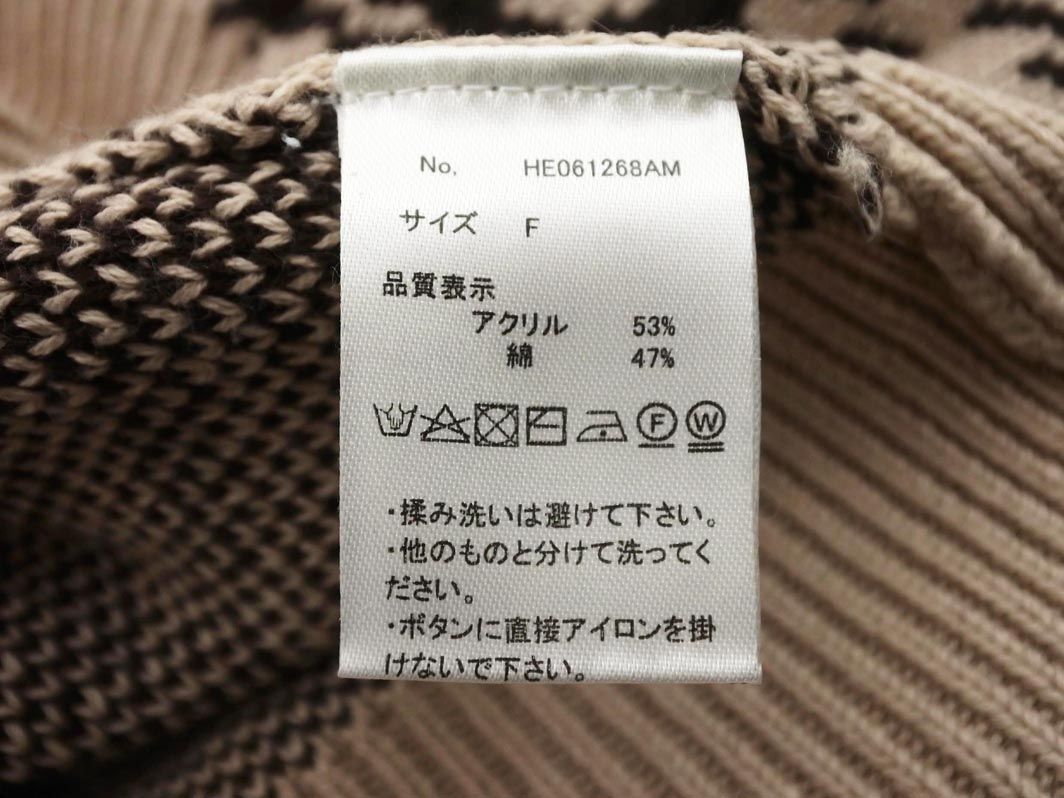 No. HE061268AM
サイズ F
品質表示
アクリル 53%
綿 47%
F W
・揉み洗いは避けて下さい。
・他のものと分けて洗ってく
ださい。
・ボタンに直接アイロンを掛
けないで下さい。